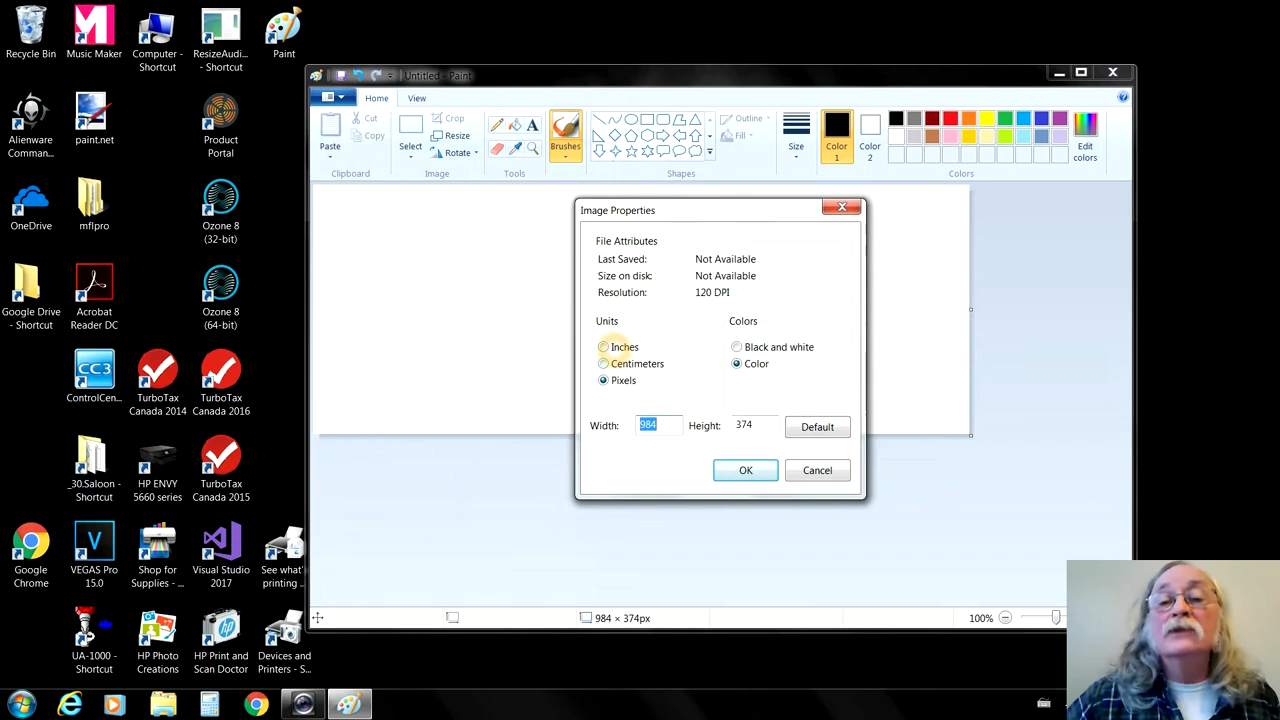 Recycle Bin
Music Maker
Computer -
Shortcut
ResizeAudi...
- Shortcut
Paint
Alienware
Comman...
paint.net
Product
Portal
OneDrive
mflpro
Ozone 8
(32-bit)
Google Drive
- Shortcut
Acrobat
Reader DC
Ozone 8
(64-bit)
CC3
ControlCen...
TurboTax
Canada 2014
TurboTax
Canada 2016
_30.Saloon -
Shortcut
HP ENVY
5660 series
TurboTax
Canada 2015
Google
Chrome
VEGAS Pro
15.0
Shop for
Supplies - ...
Visual Studio
2017
See what's
printing ...
UA-1000 -
Shortcut
HP Photo
Creations
HP Print and
Scan Doctor
Devices and
Printers - S...
Untitled - Paint
Home
View
Paste
Clipboard
Cut
Copy
Select
Crop
Resize
Rotate
Image
Tools
Brushes
Shapes
Outline
Fill
Size
Color
1
Color
2
Colors
Edit
colors
Image Properties
File Attributes
Last Saved: Not Available
Size on disk: Not Available
Resolution: 120 DPI
Units
Colors
Inches
Black and white
Centimeters
Color
Pixels
Width: 984 Height: 374 Default
OK Cancel
984 × 374px
100%